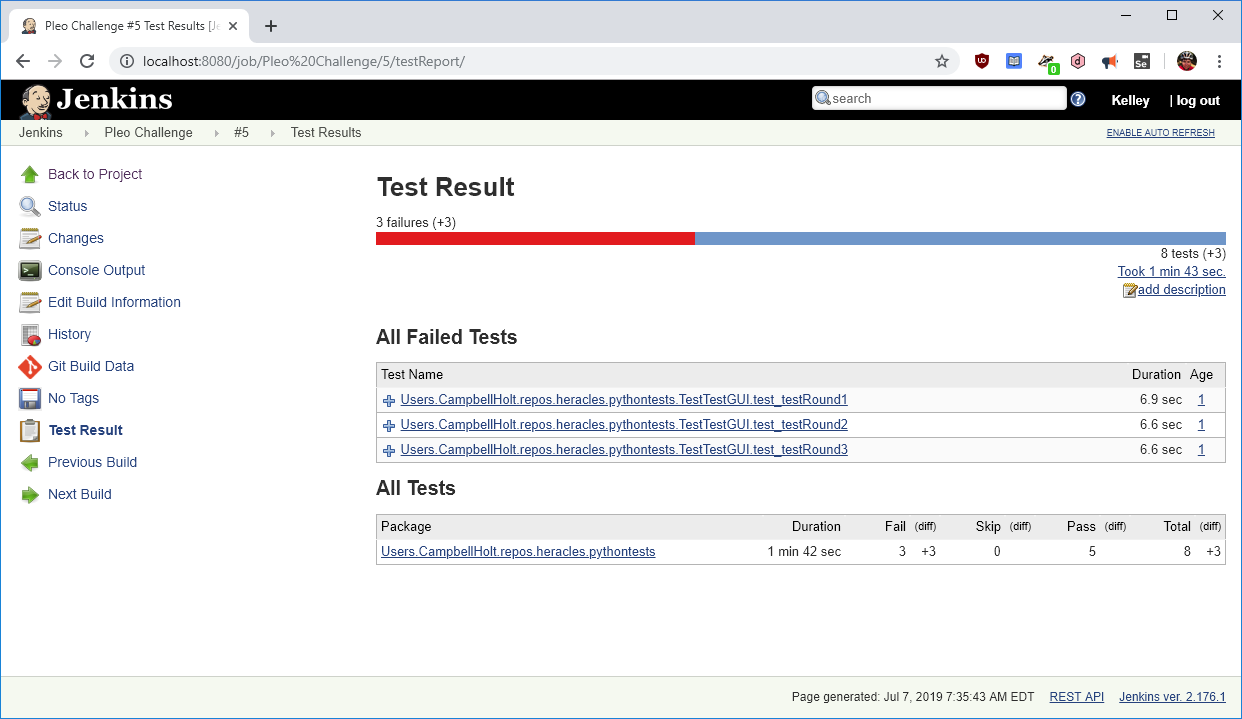 Pleo Challenge #5 Test Results [Je
localhost:8080/job/Pleo%20Challenge/5/testReport/
0
Se
Jenkins
search
Kelley | log out
Jenkins Pleo Challenge #5 Test Results
ENABLE AUTO REFRESH
Back to Project
Status
Changes
Console Output
Edit Build Information
History
Git Build Data
No Tags
Test Result
Previous Build
Next Build
Test Result
3 failures (+3)
8 tests (+3)
Took 1 min 43 sec.
add description
All Failed Tests
Test Name Duration Age
Users.CampbellHolt.repos.heracles.pythontests.TestTestGUI.test_testRound1 6.9 sec 1
Users.CampbellHolt.repos.heracles.pythontests.TestTestGUI.test_testRound2 6.6 sec 1
Users.CampbellHolt.repos.heracles.pythontests.TestTestGUI.test_testRound3 6.6 sec 1
All Tests
Package Duration Fail (diff) Skip (diff) Pass (diff) Total (diff)
Users.CampbellHolt.repos.heracles.pythontests 1 min 42 sec 3 +3 0 5 8 +3
Page generated: Jul 7, 2019 7:35:43 AM EDT REST API Jenkins ver. 2.176.1